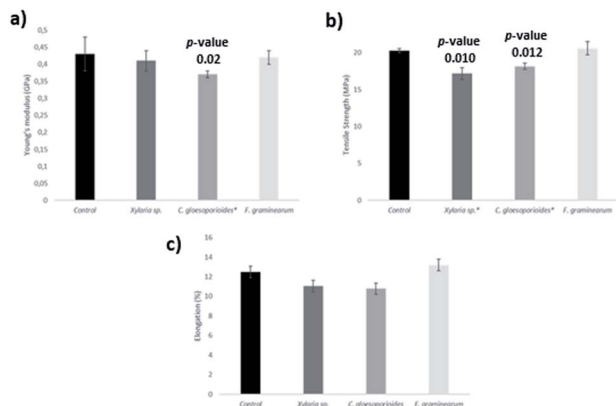 a)
0,5
0,45
0,4
0,35
0,3
0,25
0,2
0,15
0,1
0,05
0
Young's modulus (GPa)
p-value
0.02
Control
Xylaria sp.
C. gloesoporioides*
F. graminearum
b)
25
20
15
10
5
0
Tensile Strength (MPa)
p-value
0.010
p-value
0.012
Control
Xylaria sp.*
C. gloesoporioides*
F. graminearum
c)
16
14
12
10
8
6
4
2
0
Elongation (%)
Control
Xylaria sp.
C. gloesoporioides
F. graminearum